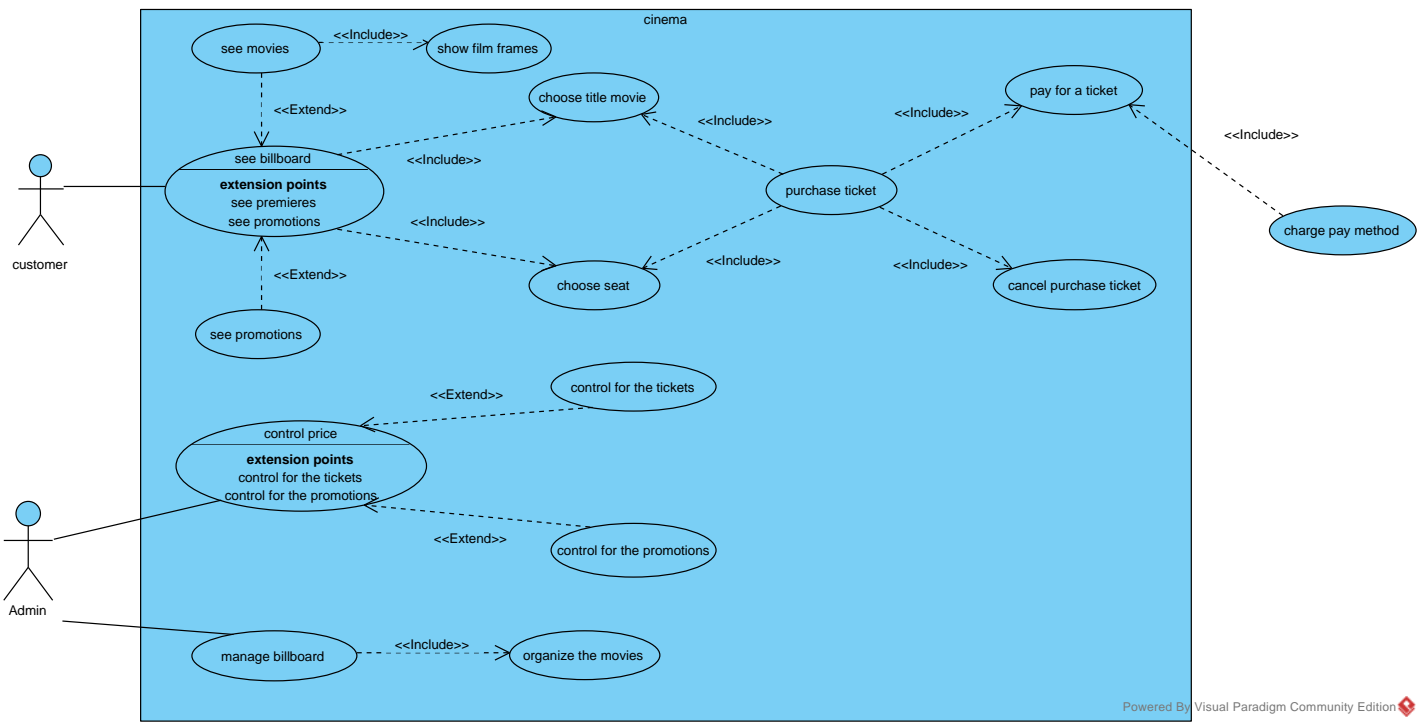 cinema
see movies
<<Include>>
show film frames
<<Extend>>
choose title movie
pay for a ticket
<<Include>>
<<Include>>
<<Include>>
see billboard
extension points
see premieres
see promotions
<<Include>>
purchase ticket
<<Include>>
charge pay method
customer
<<Extend>>
<<Include>>
<<Include>>
choose seat
cancel purchase ticket
see promotions
<<Extend>>
control for the tickets
control price
extension points
control for the tickets
control for the promotions
<<Extend>>
control for the promotions
Admin
manage billboard
<<Include>>
organize the movies
Powered By Visual Paradigm Community Edition